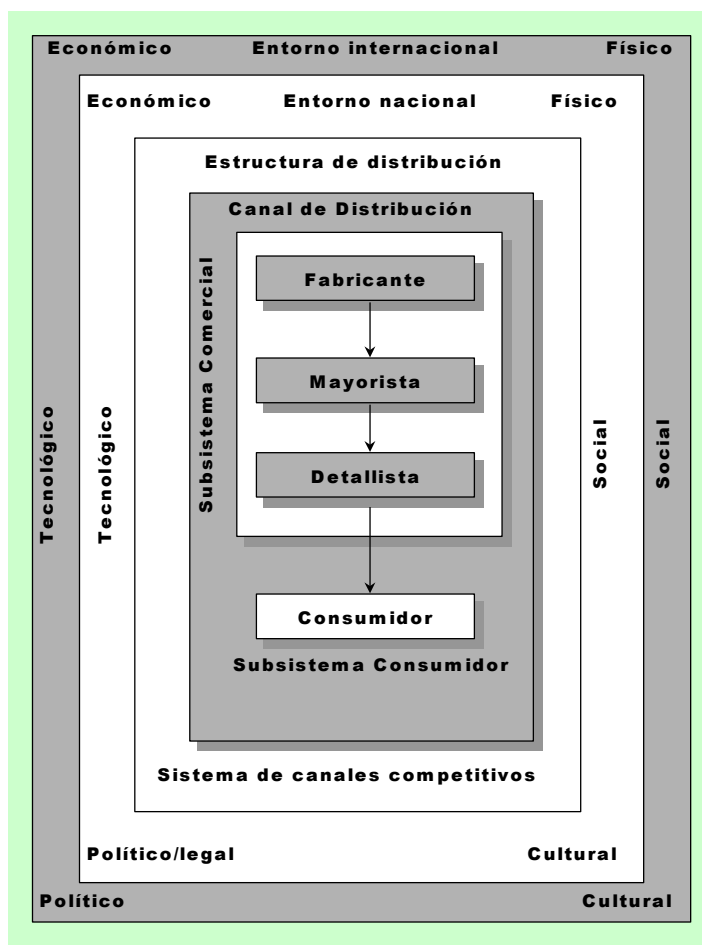 Económico Entorno internacional Físico
Económico Entorno nacional Físico
Estructura de distribución
Canal de Distribución
Subsistema Comercial
Fabricante
Mayorista
Detallista
Consumidor
Subsistema Consumidor
Tecnológico
Tecnológico
Social
Social
Sistema de canales competitivos
Político/legal Cultural
Político Cultural